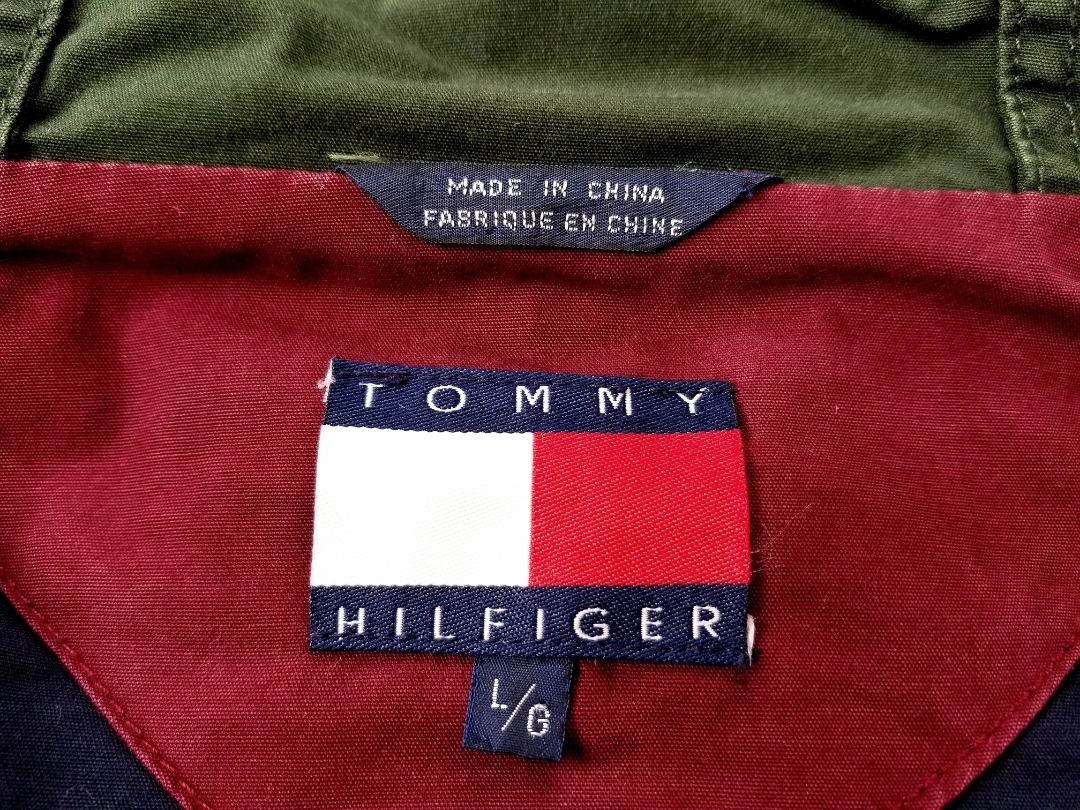 MADE IN CHINA
FABRIQUE EN CHINE
TOMMY
HILFIGER
L/G